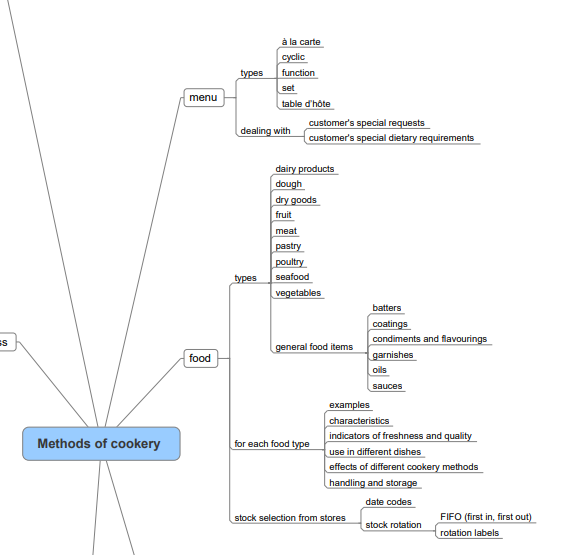 à la carte
cyclic
types
function
set
menu
table d'hôte
customer's special requests
dealing with
customer's special dietary requirements
dairy products
dough
dry goods
fruit
meat
pastry
poultry
types
seafood
vegetables
batters
coatings
condiments and flavourings
general food items
garnishes
oils
sauces
ss
food
examples
characteristics
indicators of freshness and quality
for each food type
use in different dishes
effects of different cookery methods
handling and storage
Methods of cookery
date codes
stock selection from stores
FIFO (first in, first out)
stock rotation
rotation labels